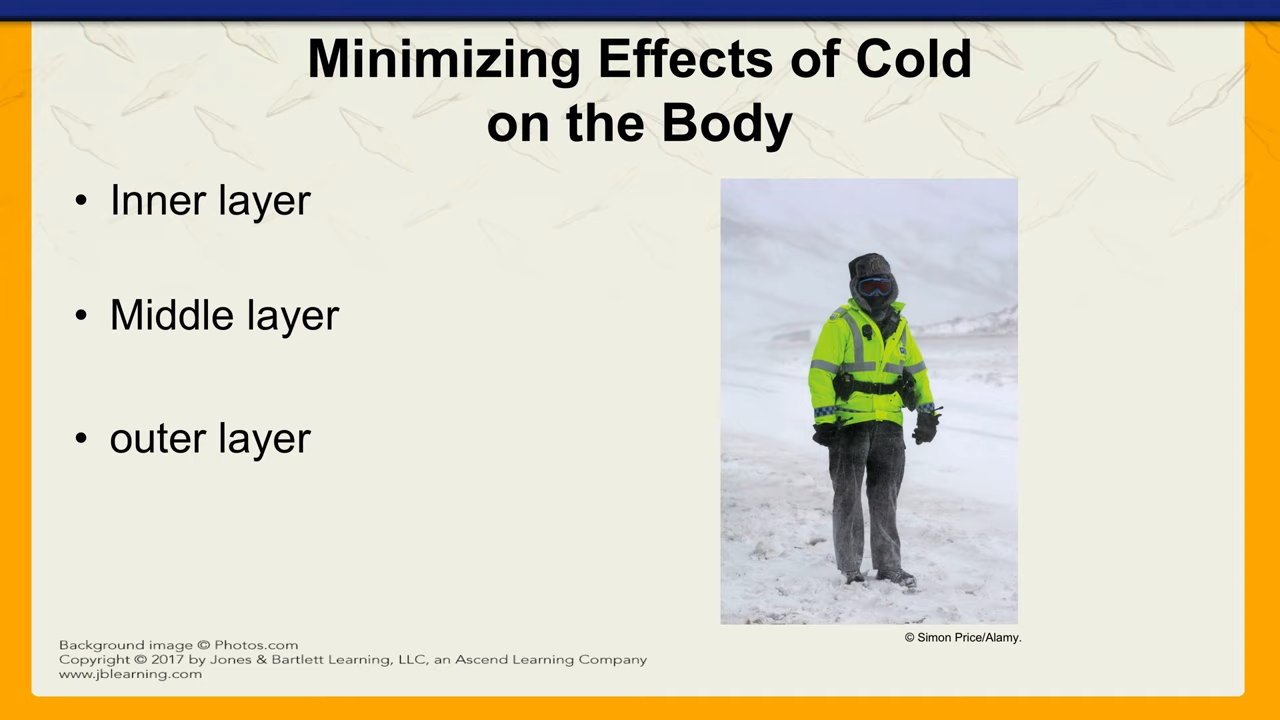 Minimizing Effects of Cold
on the Body
• Inner layer
• Middle layer
• outer layer
© Simon Price/Alamy.
Background image © Photos.com
Copyright © 2017 by Jones & Bartlett Learning, LLC, an Ascend Learning Company
www.jblearning.com